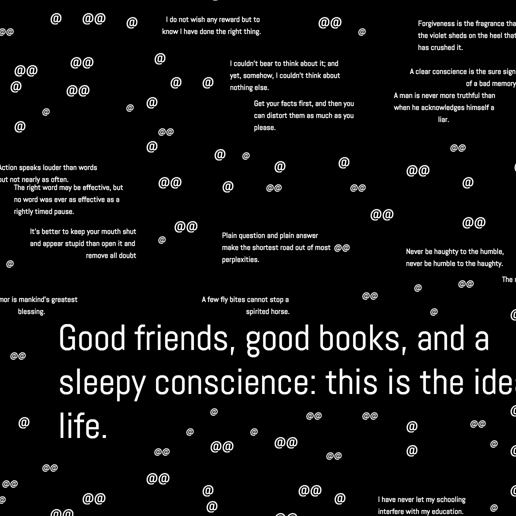 @ @@ @ @@
@@ @
I do not wish any reward but to
know I have done the right thing.
Forgiveness is the fragrance tha
the violet sheds on the heel that
has crushed it.
@@ @@ @
@ @@ @ @
I couldn't bear to think about it; and
yet, somehow, I couldn't think about
nothing else.
A clear conscience is the sure sign
of a bad memory
A man is never more truthful than
when he acknowledges himself a
liar.
Get your facts first, and then you
can distort them as much as you
please.
@ @ @
@ @@
@ @ @ @ @ @@
Action speaks louder than words
but not nearly as often.
The right word may be effective, but
no word was ever as effective as a
rightly timed pause.
@@ @ @@ @@ @@ @
@@ @@ @@
It's better to keep your mouth shut
and appear stupid than open it and
remove all doubt
@
Plain question and plain answer
make the shortest road out of most @@
perplexities.
Never be haughty to the humble,
never be humble to the haughty.
@
The
@ @@ @@
mor is mankind's greatest
blessing.
A few fly bites cannot stop a
spirited horse.
@ @
Good friends, good books, and a
sleepy conscience: this is the ide
life.
@@
@ @ @@ @@ @ @@
@ @ @@ @@ @
@@ @@ @
@@ @@
@@ @@ @ @ @
@ @@ @ @@ @
I have never let my schooling
interfere with my education.